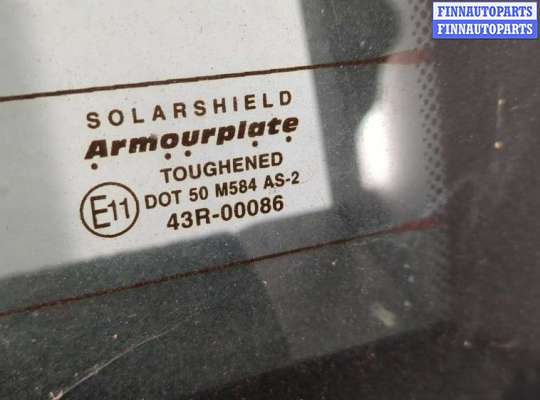 FINNAUTOPARTS
FINNAUTOPARTS
SOLARSHIELD
Armourplate
TOUGHENED
E11 DOT 50 M584 AS-2
43R-00086